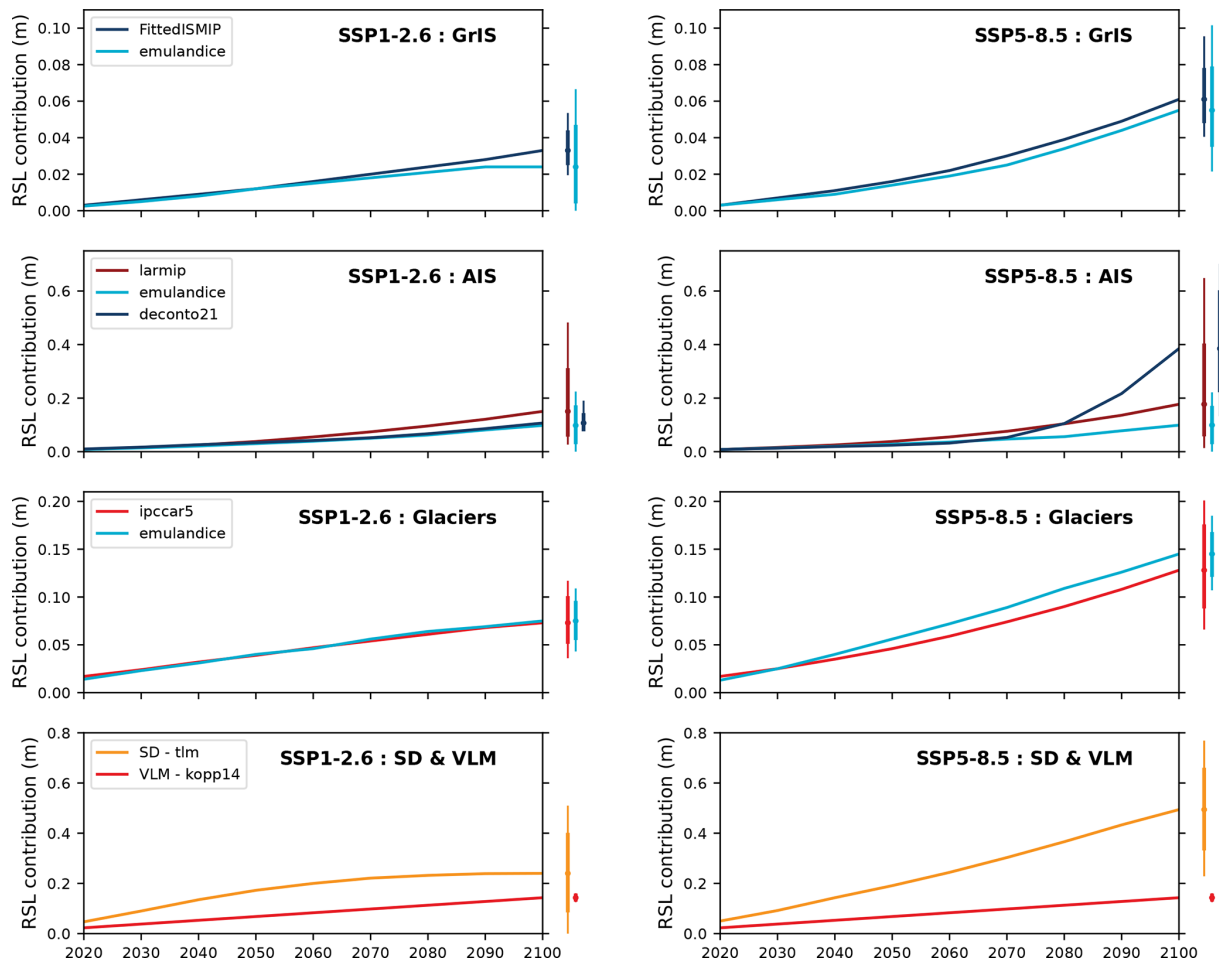 SSP1-2.6 : GrIS
RSL contribution (m)
0.10
0.08
0.06
0.04
0.02
0.00
FittedISMIP
emulandice
SSP5-8.5 : GrIS
RSL contribution (m)
0.10
0.08
0.06
0.04
0.02
0.00
SSP1-2.6 : AIS
RSL contribution (m)
0.6
0.4
0.2
0.0
larmip
emulandice
deconto21
SSP5-8.5 : AIS
RSL contribution (m)
0.6
0.4
0.2
0.0
SSP1-2.6 : Glaciers
RSL contribution (m)
0.20
0.15
0.10
0.05
0.00
ipccar5
emulandice
SSP5-8.5 : Glaciers
RSL contribution (m)
0.20
0.15
0.10
0.05
0.00
SSP1-2.6 : SD & VLM
RSL contribution (m)
0.8
0.6
0.4
0.2
0.0
SD - tlm
VLM - kopp14
2020 2030 2040 2050 2060 2070 2080 2090 2100
SSP5-8.5 : SD & VLM
RSL contribution (m)
0.8
0.6
0.4
0.2
0.0
2020 2030 2040 2050 2060 2070 2080 2090 2100